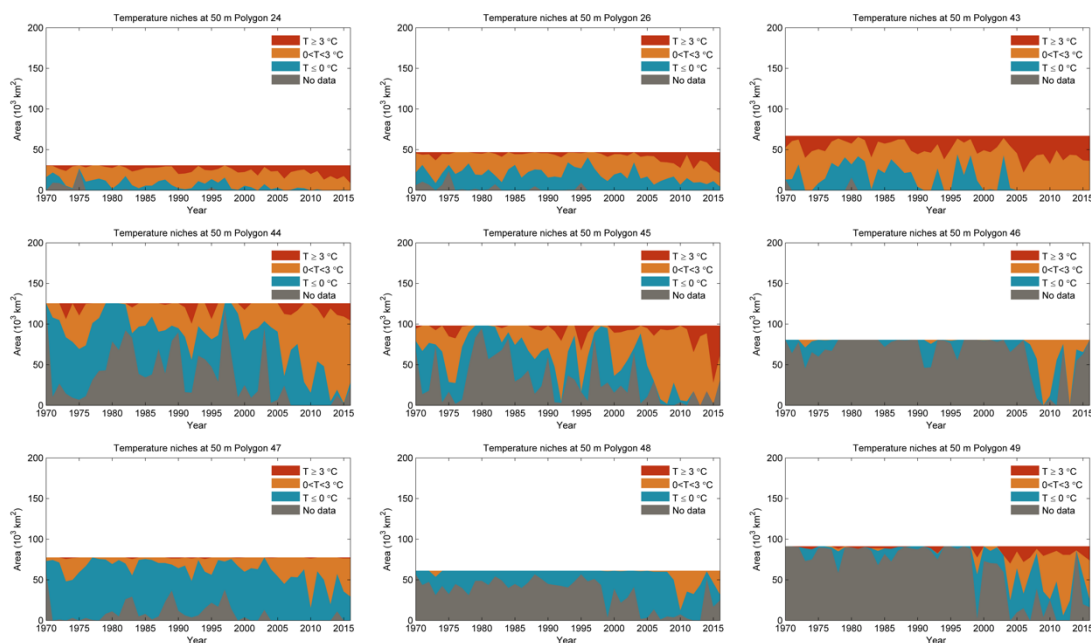 Temperature niches at 50 m Polygon 24
200
150
100
50
0
Area (10³ km²)
T ≥ 3 °C
0<T<3 °C
T ≤ 0 °C
No data
1970 1975 1980 1985 1990 1995 2000 2005 2010 2015
Year
Temperature niches at 50 m Polygon 26
200
150
100
50
0
Area (10³ km²)
T ≥ 3 °C
0<T<3 °C
T ≤ 0 °C
No data
1970 1975 1980 1985 1990 1995 2000 2005 2010 2015
Year
Temperature niches at 50 m Polygon 43
200
150
100
50
0
Area (10³ km²)
T ≥ 3 °C
0<T<3 °C
T ≤ 0 °C
No data
1970 1975 1980 1985 1990 1995 2000 2005 2010 2015
Year
Temperature niches at 50 m Polygon 44
200
150
100
50
0
Area (10³ km²)
T ≥ 3 °C
0<T<3 °C
T ≤ 0 °C
No data
1970 1975 1980 1985 1990 1995 2000 2005 2010 2015
Year
Temperature niches at 50 m Polygon 45
200
150
100
50
0
Area (10³ km²)
T ≥ 3 °C
0<T<3 °C
T ≤ 0 °C
No data
1970 1975 1980 1985 1990 1995 2000 2005 2010 2015
Year
Temperature niches at 50 m Polygon 46
200
150
100
50
0
Area (10³ km²)
T ≥ 3 °C
0<T<3 °C
T ≤ 0 °C
No data
1970 1975 1980 1985 1990 1995 2000 2005 2010 2015
Year
Temperature niches at 50 m Polygon 47
200
150
100
50
0
Area (10³ km²)
T ≥ 3 °C
0<T<3 °C
T ≤ 0 °C
No data
1970 1975 1980 1985 1990 1995 2000 2005 2010 2015
Year
Temperature niches at 50 m Polygon 48
200
150
100
50
0
Area (10³ km²)
T ≥ 3 °C
0<T<3 °C
T ≤ 0 °C
No data
1970 1975 1980 1985 1990 1995 2000 2005 2010 2015
Year
Temperature niches at 50 m Polygon 49
200
150
100
50
0
Area (10³ km²)
T ≥ 3 °C
0<T<3 °C
T ≤ 0 °C
No data
1970 1975 1980 1985 1990 1995 2000 2005 2010 2015
Year